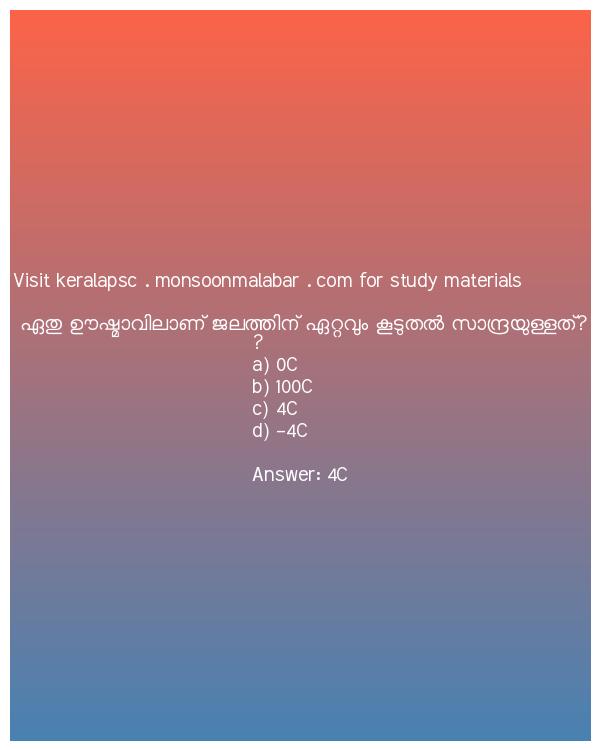 Visit keralapsc . monsoonmalabar . com for study materials
ഏതു ഊഷ്മാവിലാണ് ജലത്തിന് ഏറ്റവും കൂടുതൽ സാന്ദ്രയുള്ളത്?
?
a) 0C
b) 100C
c) 4C
d) -4C
Answer: 4C